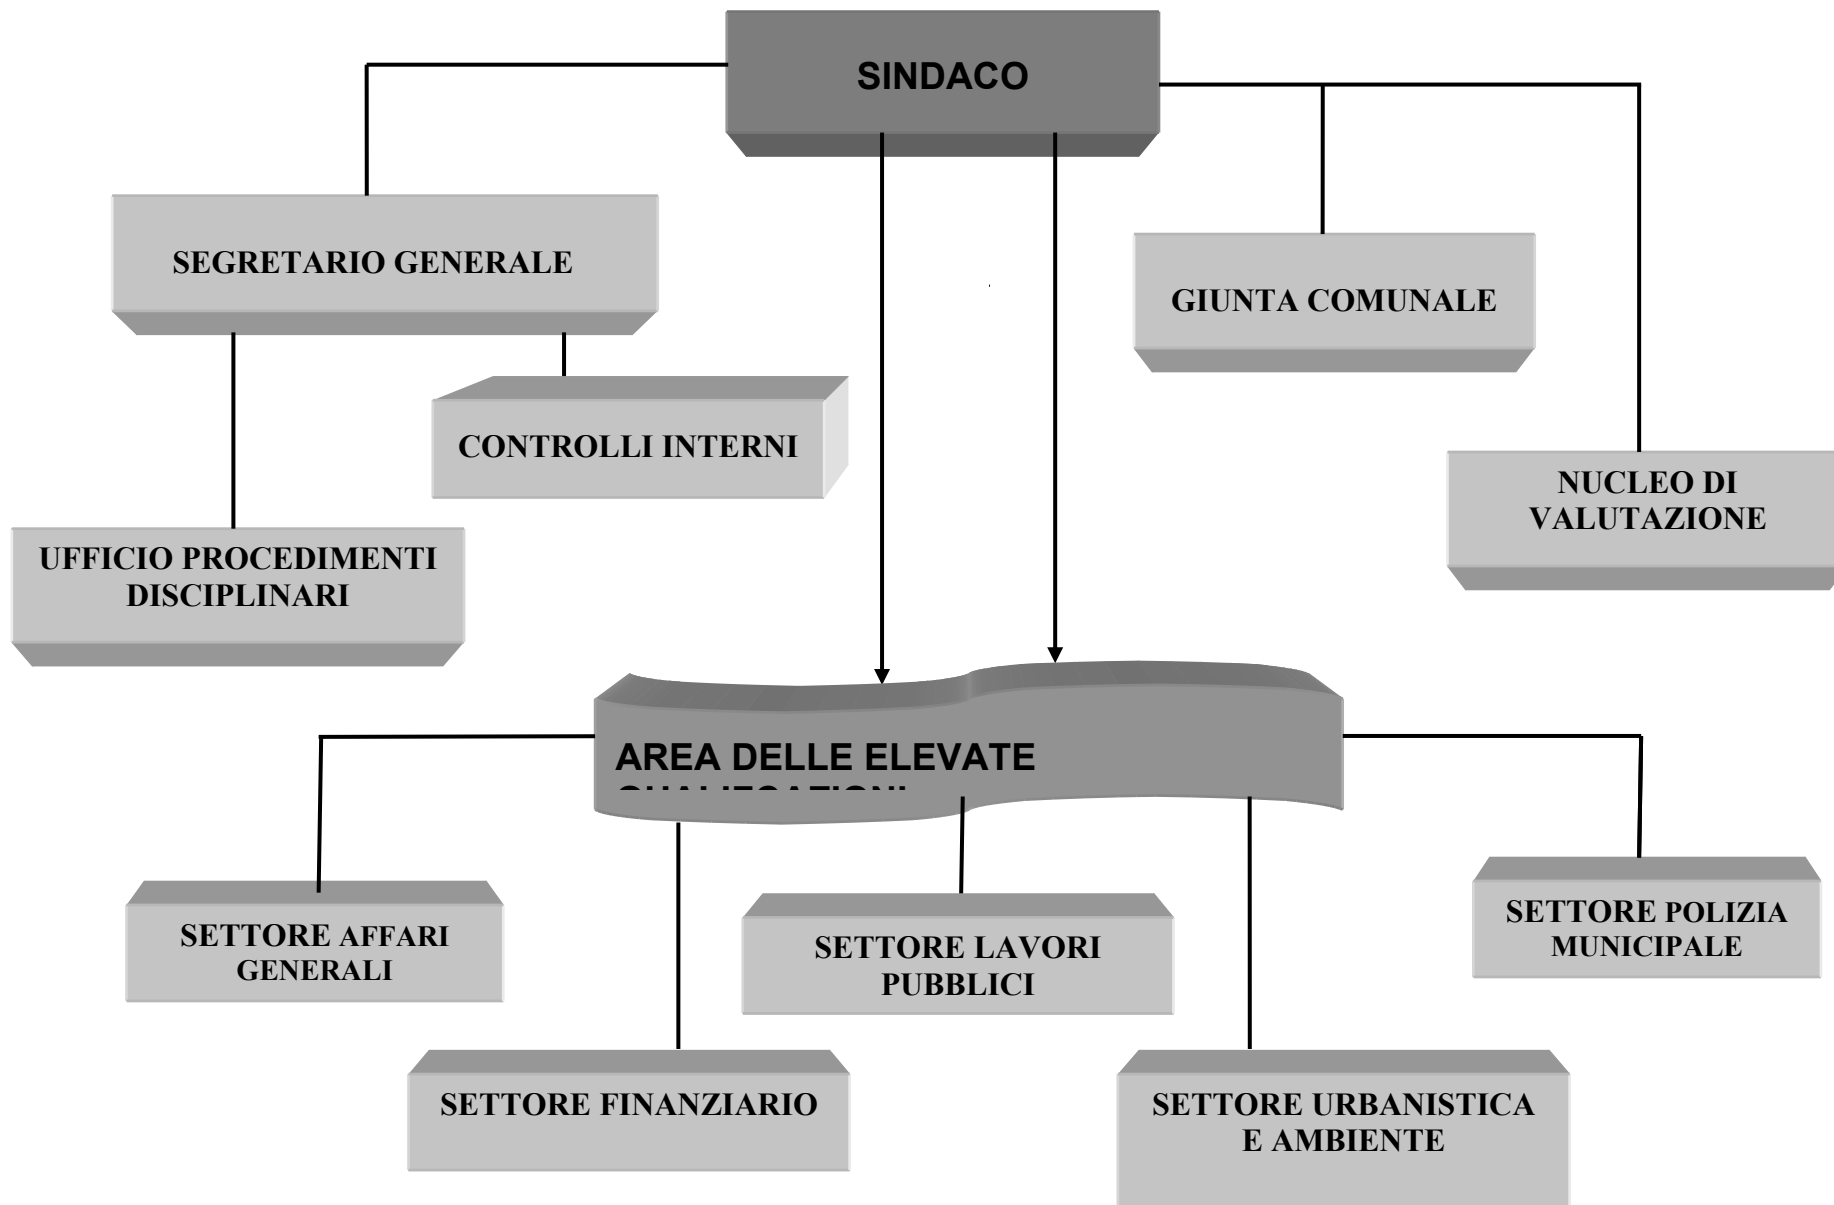 SINDACO
SEGRETARIO GENERALE
GIUNTA COMUNALE
CONTROLLI INTERNI
NUCLEO DI
VALUTAZIONE
UFFICIO PROCEDIMENTI
DISCIPLINARI
AREA DELLE ELEVATE
SETTORE AFFARI
GENERALI
SETTORE LAVORI
PUBBLICI
SETTORE POLIZIA
MUNICIPALE
SETTORE FINANZIARIO
SETTORE URBANISTICA
E AMBIENTE